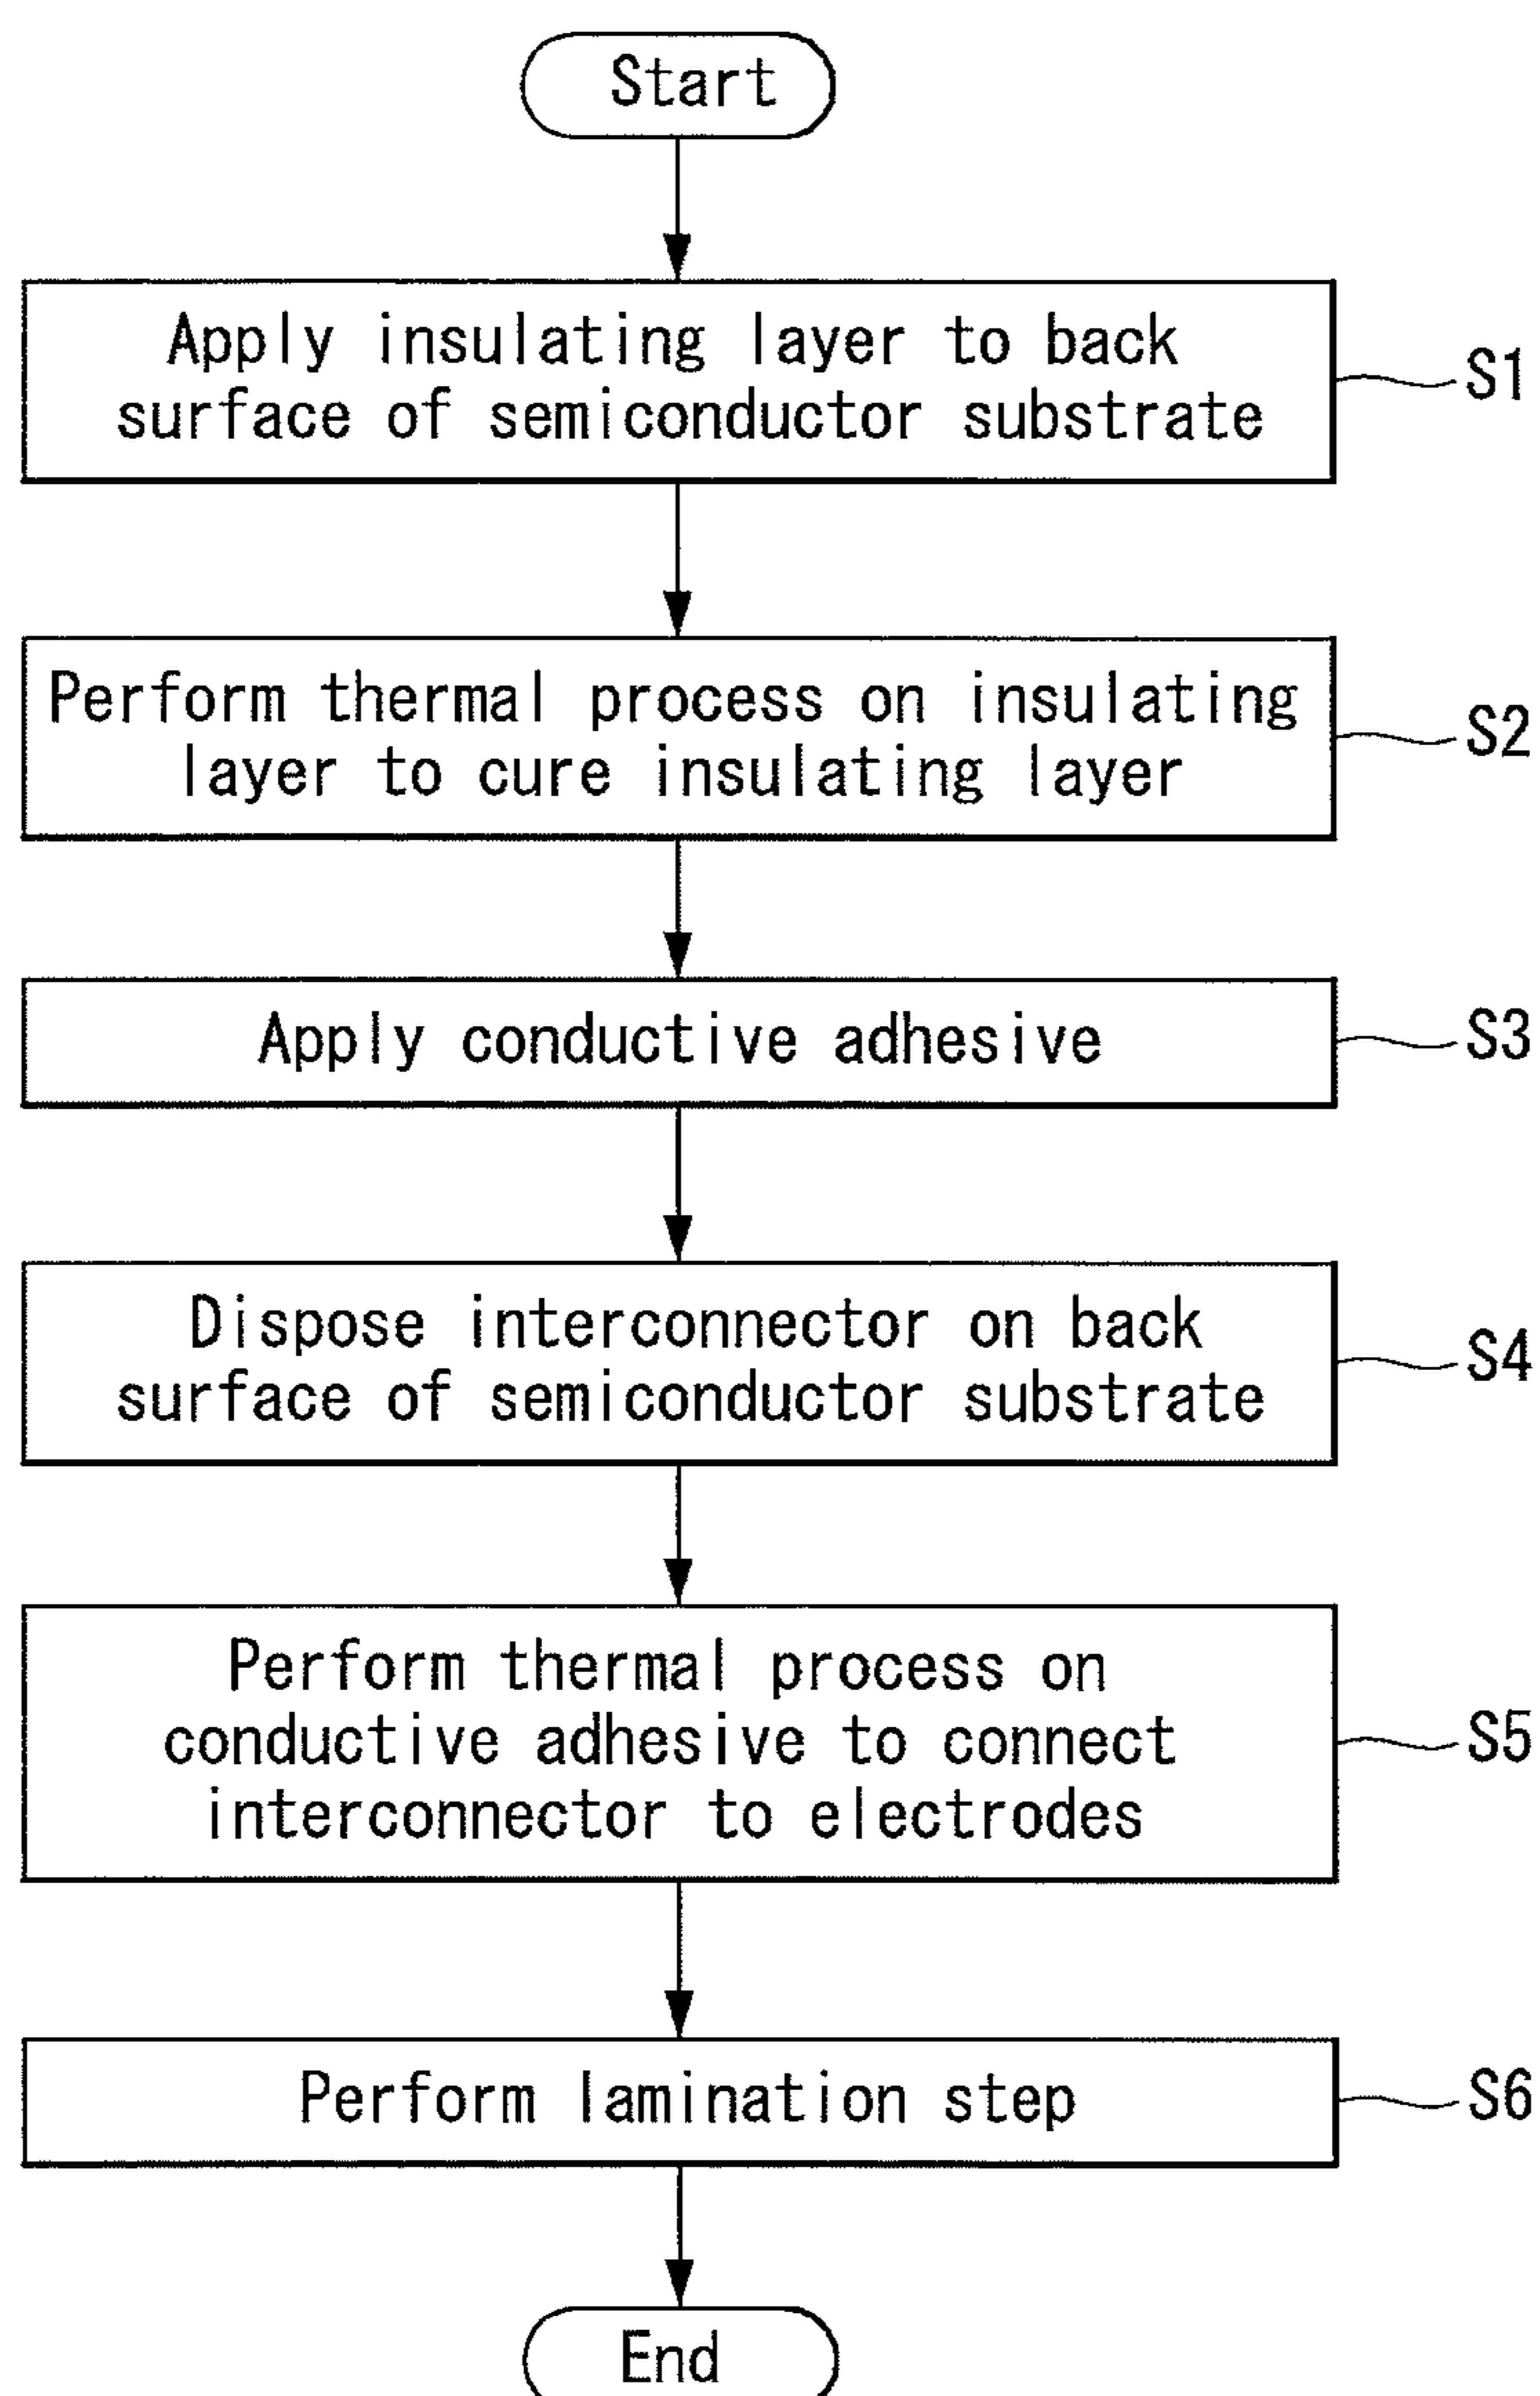 Start
Apply insulating layer to back
surface of semiconductor substrate
S1
Perform thermal process on insulating
layer to cure insulating layer
S2
Apply conductive adhesive
S3
Dispose interconnector on back
surface of semiconductor substrate
S4
Perform thermal process on
conductive adhesive to connect
interconnector to electrodes
S5
Perform lamination step
S6
End